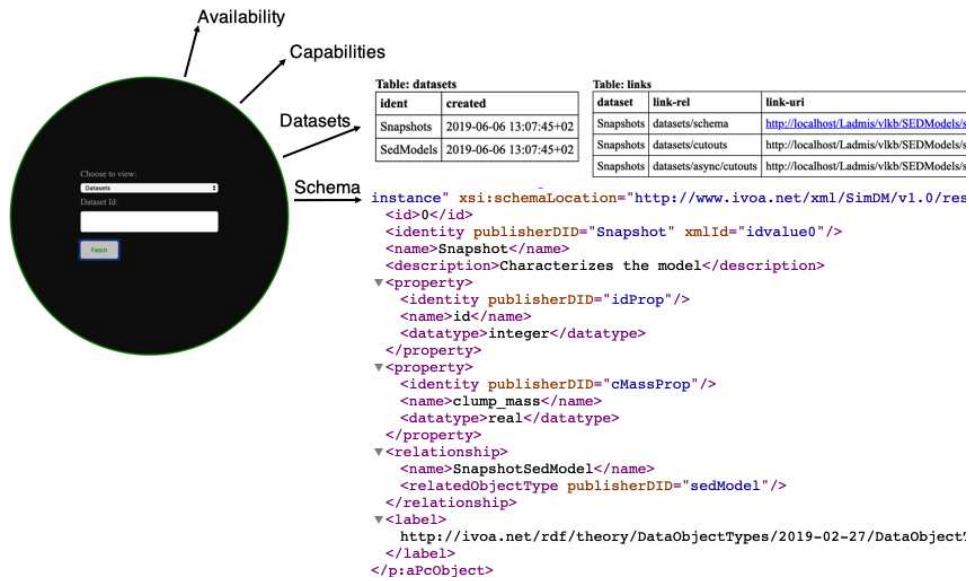 Availability
Capabilities
Datasets
Schema
Choose to view:
Datasets
Dataset Id:
Fetch
Table: datasets
ident created
Snapshots 2019-06-06 13:07:45+02
SedModels 2019-06-06 13:07:45+02
Table: links
dataset link-rel link-uri
Snapshots datasets/schema http://localhost/Ladmis/vlkb/SEDModels/s
Snapshots datasets/cutouts http://localhost/Ladmis/vlkb/SEDModels/s
Snapshots datasets/async/cutouts http://localhost/Ladmis/vlkb/SEDModels/s
instance" xsi:schemaLocation="http://www.ivoa.net/xml/SimDM/v1.0/res
<id>0</id>
<identity publisherDID="Snapshot" xmlId="idvalue0"/>
<name>Snapshot</name>
<description>Characterizes the model</description>
▼<property>
<identity publisherDID="idProp"/>
<name>id</name>
<datatype>integer</datatype>
</property>
▼<property>
<identity publisherDID="cMassProp"/>
<name>clump_mass</name>
<datatype>real</datatype>
</property>
▼<relationship>
<name>SnapshotSedModel</name>
<relatedObjectType publisherDID="sedModel"/>
</relationship>
▼<label>
http://ivoa.net/rdf/theory/DataObjectTypes/2019-02-27/DataObjectT
</label>
</p:aPcObject>